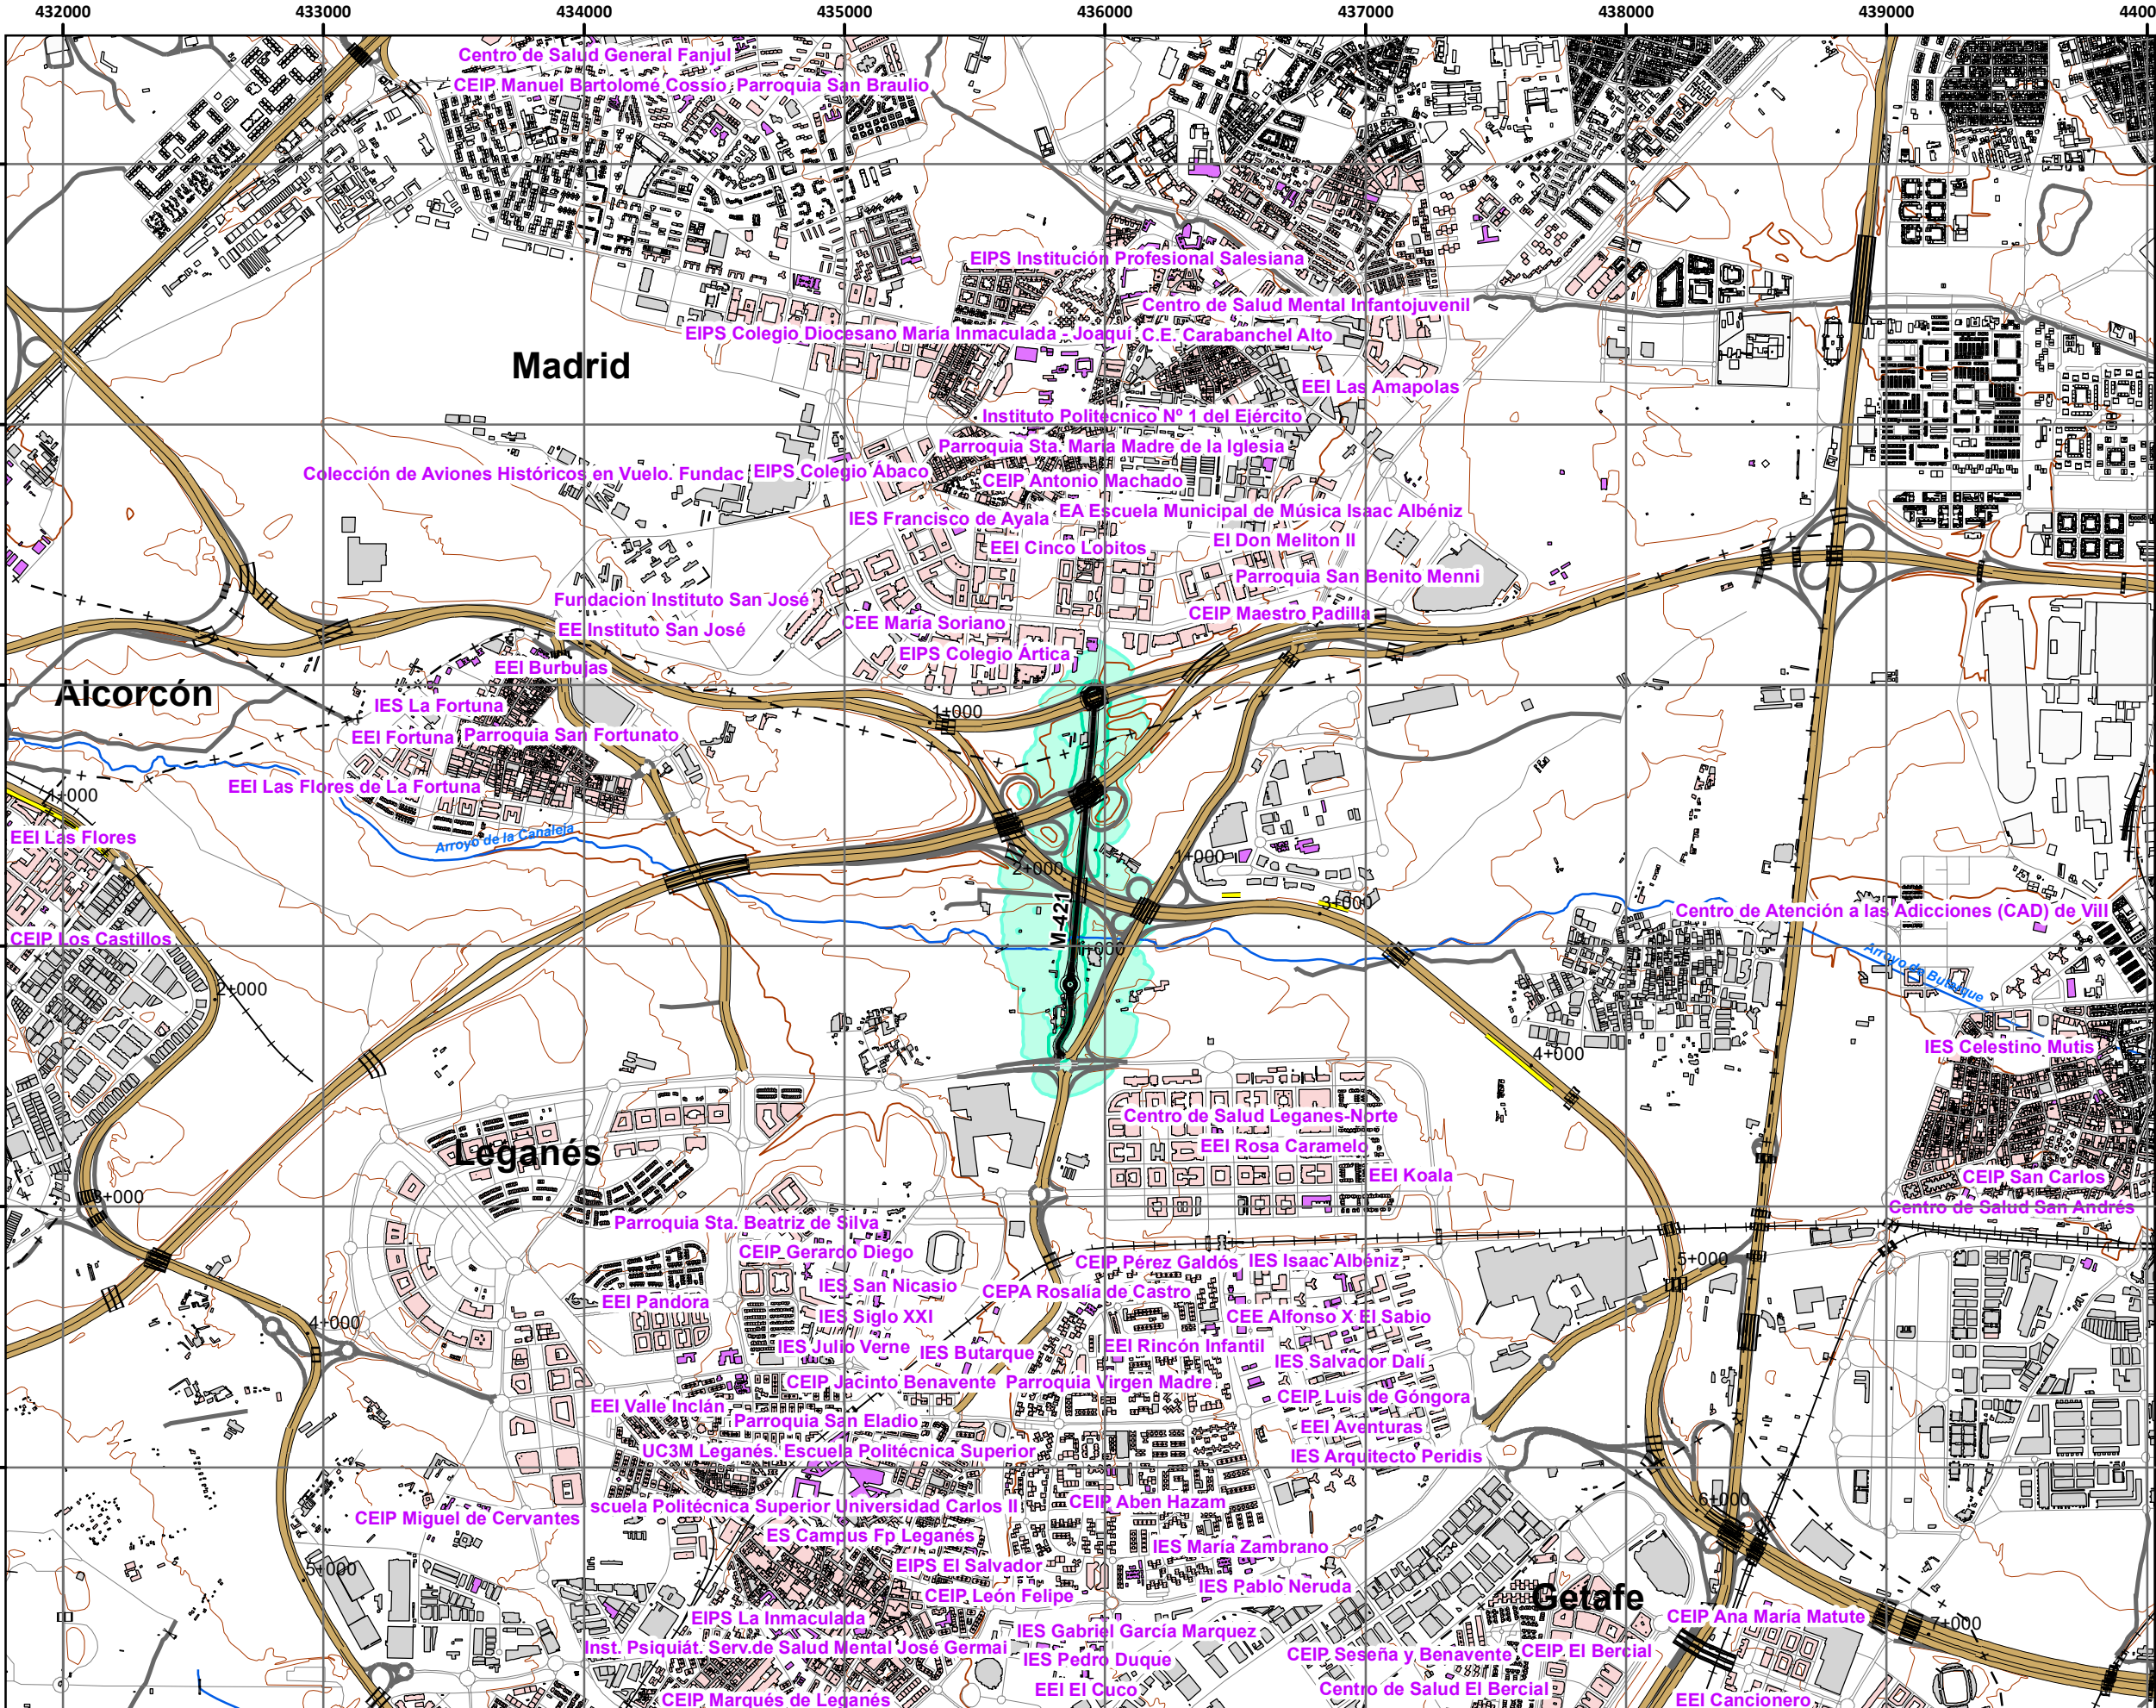 432000 433000 434000 435000 436000 437000 438000 439000
Centro de Salud General Fanjul
CEIP Manuel Bartolomé Cossío Parroquia San Braulio
EIPS Institución Profesional Salesiana
Centro de Salud Mental Infantojuvenil
EIPS Colegio Diocesano María Inmaculada - Joaquí C.E. Carabanchel Alto
Madrid
EEI Las Amapolas
Instituto Politécnico Nº 1 del Ejército
Parroquia Sta. María Madre de la Iglesia
Colección de Aviones Históricos en Vuelo. Fundac EIPS Colegio Ábaco
CEIP Antonio Machado
EA Escuela Municipal de Música Isaac Albéniz
IES Francisco de Ayala
EI Don Meliton II
EEI Cinco Lobitos
Parroquia San Benito Menni
Fundacion Instituto San José
CEIP Maestro Padilla
CEE María Soriano
EE Instituto San José
EIPS Colegio Ártica
EEI Burbujas
Alcorcón
IES La Fortuna
1+000
EEI Fortuna Parroquia San Fortunato
EEI Las Flores de La Fortuna
1+000
EEI Las Flores
Arroyo de la Canaleja
1+000
2+000
3+000
M-421
Centro de Atención a las Adicciones (CAD) de Vill
CEIP Los Castillos
1+000
Arroyo de Butarque
2+000
IES Celestino Mutis
4+000
Centro de Salud Leganes-Norte
EEI Rosa Caramelo
Leganés
EEI Koala
CEIP San Carlos
3+000
Centro de Salud San Andrés
Parroquia Sta. Beatriz de Silva
CEIP Gerardo Diego
CEIP Pérez Galdós IES Isaac Albéniz
5+000
IES San Nicasio
CEPA Rosalía de Castro
EEI Pandora
IES Siglo XXI
CEE Alfonso X El Sabio
4+000
IES Julio Verne IES Butarque EEI Rincón Infantil
IES Salvador Dalí
CEIP Jacinto Benavente Parroquia Virgen Madre
CEIP Luis de Góngora
EEI Valle Inclán
Parroquia San Eladio
EEI Aventuras
UC3M Leganés. Escuela Politécnica Superior
IES Arquitecto Peridis
6+000
scuela Politécnica Superior Universidad Carlos II CEIP Aben Hazam
CEIP Miguel de Cervantes
ES Campus Fp Leganés
IES María Zambrano
5+000
EIPS El Salvador
IES Pablo Neruda
CEIP León Felipe
Getafe
EIPS La Inmaculada
CEIP Ana María Matute
7+000
IES Gabriel García Marquez
Inst. Psiquiát. Serv.de Salud Mental José Germai
CEIP Seseña y Benavente CEIP El Bercial
IES Pedro Duque
EEI El Cuco
Centro de Salud El Bercial
CEIP Marqués de Leganés
EEI Cancionero